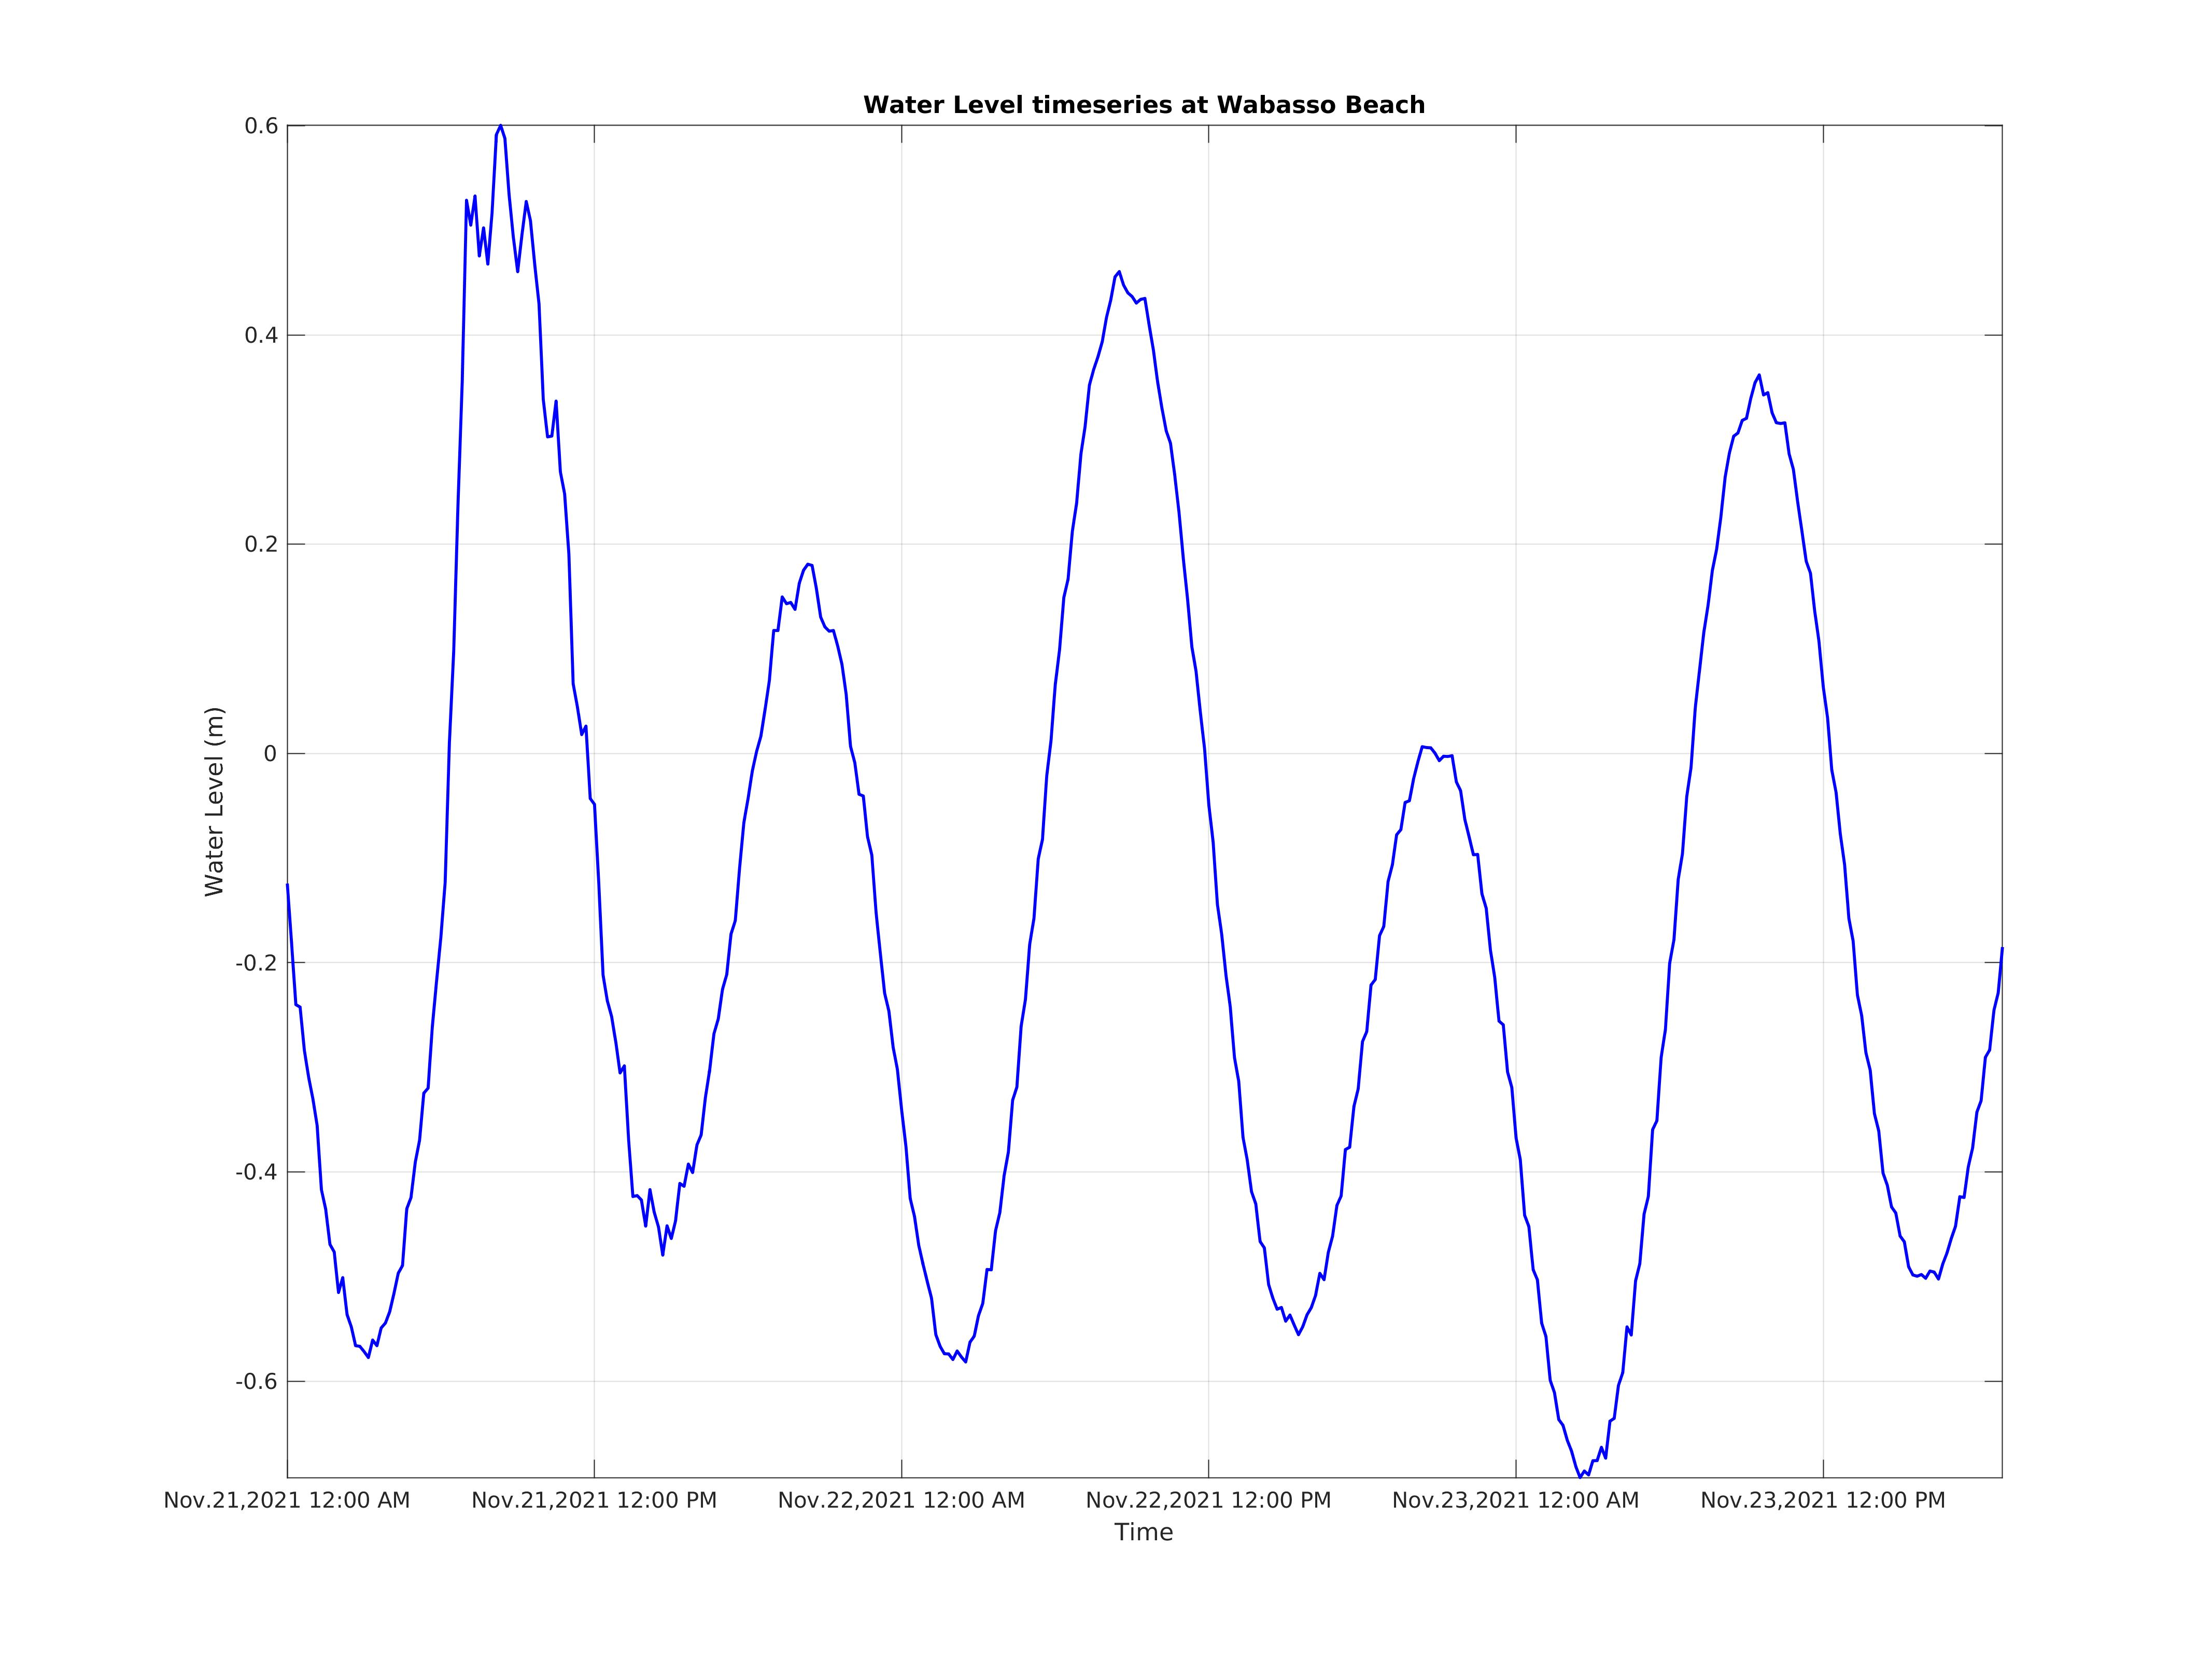 Water Level timeseries at Wabasso Beach
0.6
0.4
0.2
0
-0.2
-0.4
-0.6
Water Level (m)
Nov.21,2021 12:00 AM
Nov.21,2021 12:00 PM
Nov.22,2021 12:00 AM
Nov.22,2021 12:00 PM
Nov.23,2021 12:00 AM
Nov.23,2021 12:00 PM
Time